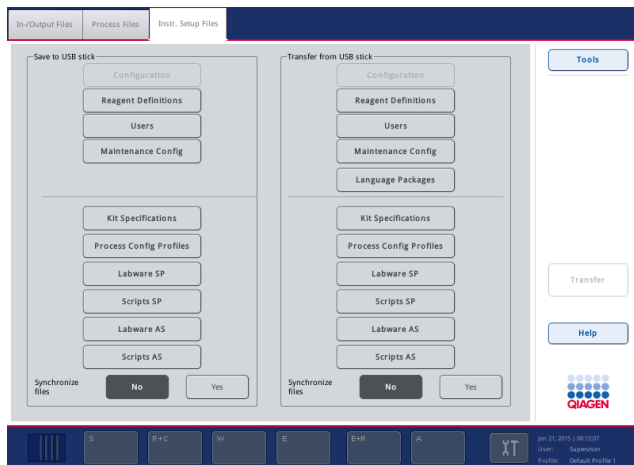 In-/Output Files
Process Files
Instr. Setup Files
Save to USB stick
Configuration
Reagent Definitions
Users
Maintenance Config
Kit Specifications
Process Config Profiles
Labware SP
Scripts SP
Labware AS
Scripts AS
Synchronize
files
No
Yes
Transfer from USB stick
Configuration
Reagent Definitions
Users
Maintenance Config
Language Packages
Kit Specifications
Process Config Profiles
Labware SP
Scripts SP
Labware AS
Scripts AS
Synchronize
files
No
Yes
Tools
Transfer
Help
QIAGEN
S
R+C
W
E
E+R
A
Jan 21, 2015 | 08:12:07
User: Supervisor
Profile: Default Profile 1